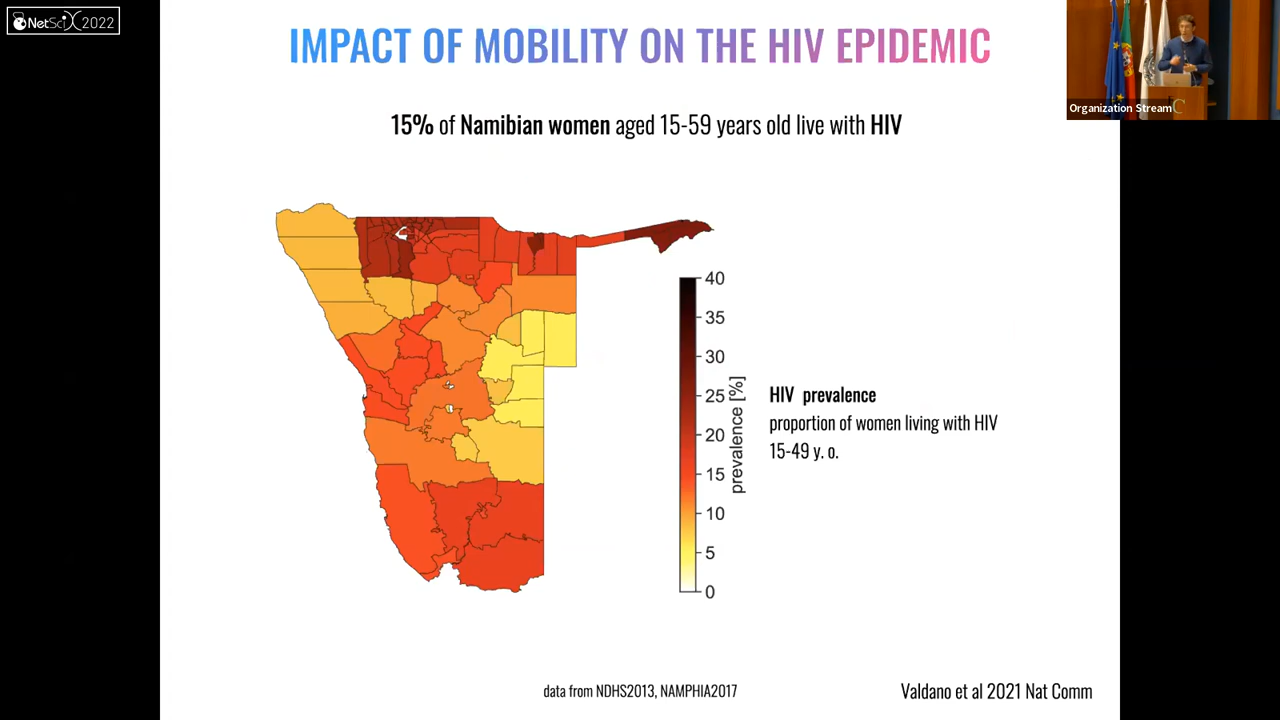 NetSciX 2022
IMPACT OF MOBILITY ON THE HIV EPIDEMIC
Organization Stream
15% of Namibian women aged 15-59 years old live with HIV
40
35
30
25
20
15
10
5
0
prevalence [%]
HIV prevalence
proportion of women living with HIV
15-49 y. o.
data from NDHS2013, NAMPHIA2017
Valdano et al 2021 Nat Comm